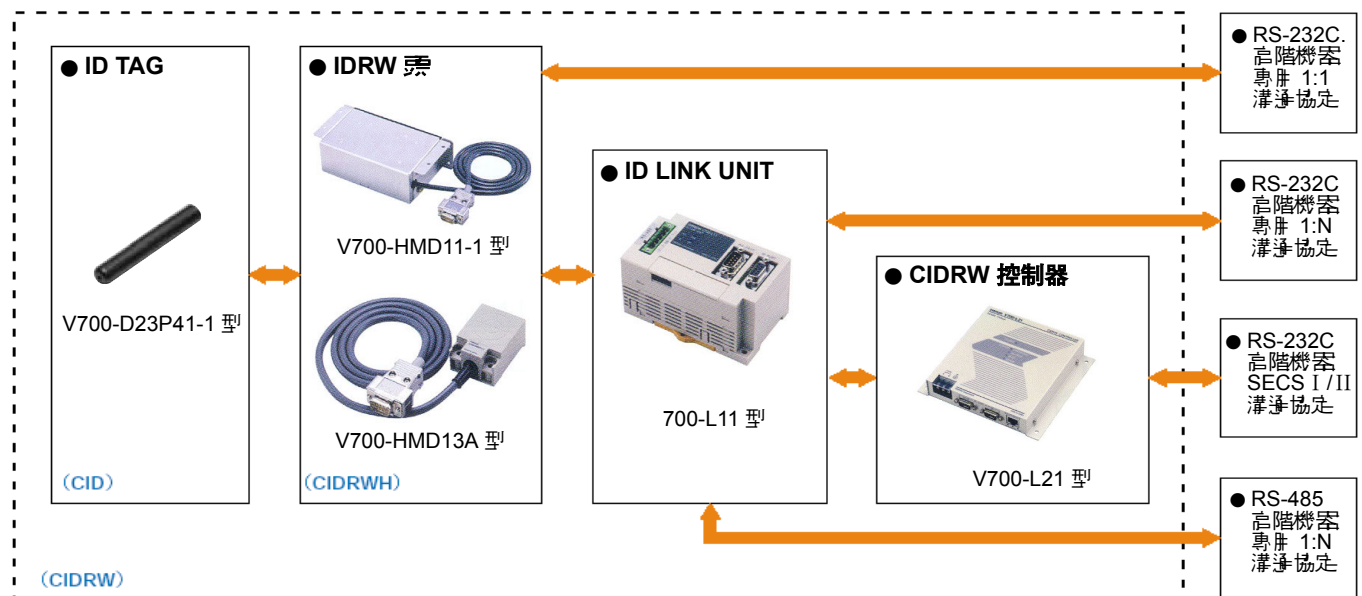 ● ID TAG
V700-D23P41-1 型
(CID)
● IDRW 頭
V700-HMD11-1 型
V700-HMD13A 型
(CIDRWH)
● ID LINK UNIT
700-L11 型
● CIDRW 控制器
V700-L21 型
(CIDRW)
● RS-232C.
高階機器
專用 1:1
溝通協定
● RS-232C
高階機器
專用 1:N
溝通協定
● RS-232C
高階機器
SECS I/II
溝通協定
● RS-485
高階機器
專用 1:N
溝通協定